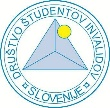 DRUŠTVO ŠTUDENTOV INVALIDOV
SLOVENIJE